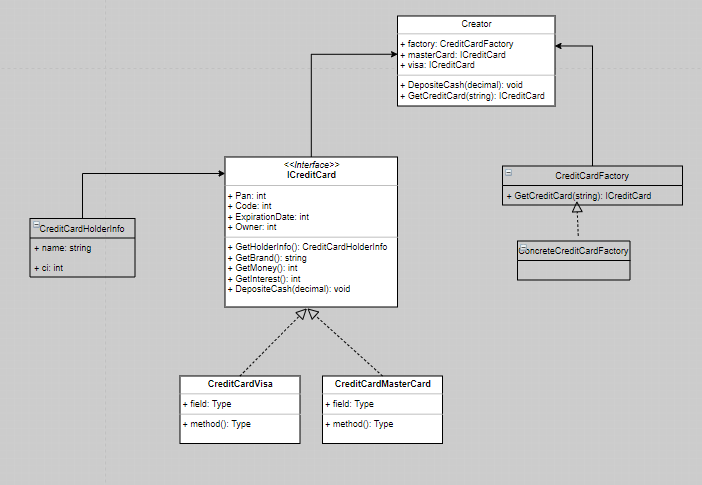 Creator
+ factory: CreditCardFactory
+ masterCard: ICreditCard
+ visa: ICreditCard
+ DepositeCash(decimal): void
+ GetCreditCard(string): ICreditCard
<<Interface>>
ICreditCard
+ Pan: int
+ Code: int
+ ExpirationDate: int
+ Owner: int
+ GetHolderInfo(): CreditCardHolderInfo
+ GetBrand(): string
+ GetMoney(): int
+ GetInterest(): int
+ DepositeCash(decimal): void
CreditCardFactory
+ GetCreditCard(string): ICreditCard
CreditCardHolderInfo
+ name: string
+ ci: int
ConcreteCreditCardFactory
CreditCardVisa
+ field: Type
+ method(): Type
CreditCardMasterCard
+ field: Type
+ method(): Type